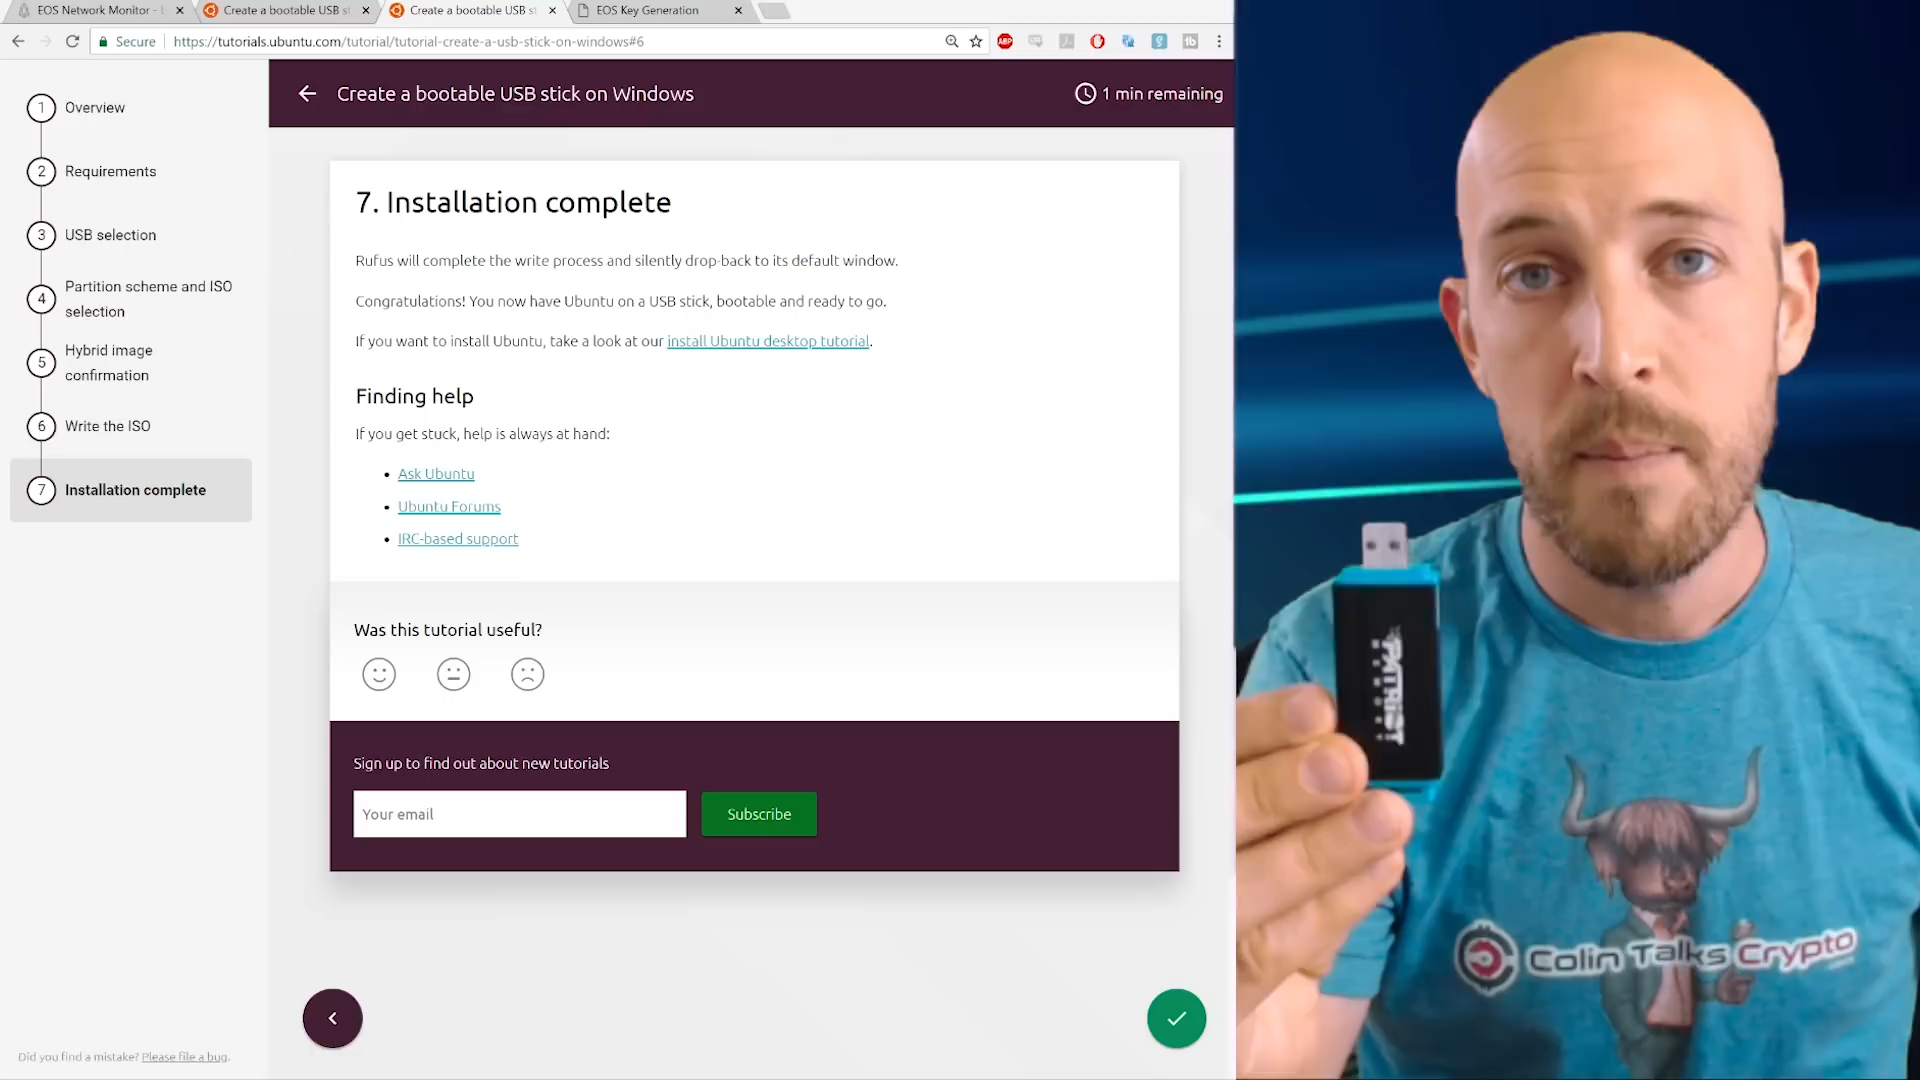 EOS Network Monitor - b
Create a bootable USB st
Create a bootable USB st
EOS Key Generation
Secure
https://tutorials.ubuntu.com/tutorial/tutorial-create-a-usb-stick-on-windows#6
ABP
1 Overview
2 Requirements
3 USB selection
4 Partition scheme and ISO
selection
5 Hybrid image
confirmation
6 Write the ISO
7 Installation complete
Did you find a mistake? Please file a bug.
Create a bootable USB stick on Windows
1 min remaining
7. Installation complete
Rufus will complete the write process and silently drop-back to its default window.
Congratulations! You now have Ubuntu on a USB stick, bootable and ready to go.
If you want to install Ubuntu, take a look at our install Ubuntu desktop tutorial.
Finding help
If you get stuck, help is always at hand:
• Ask Ubuntu
• Ubuntu Forums
• IRC-based support
Was this tutorial useful?
Sign up to find out about new tutorials
Your email
Subscribe
PATRIOT
Colin Talks Crypto